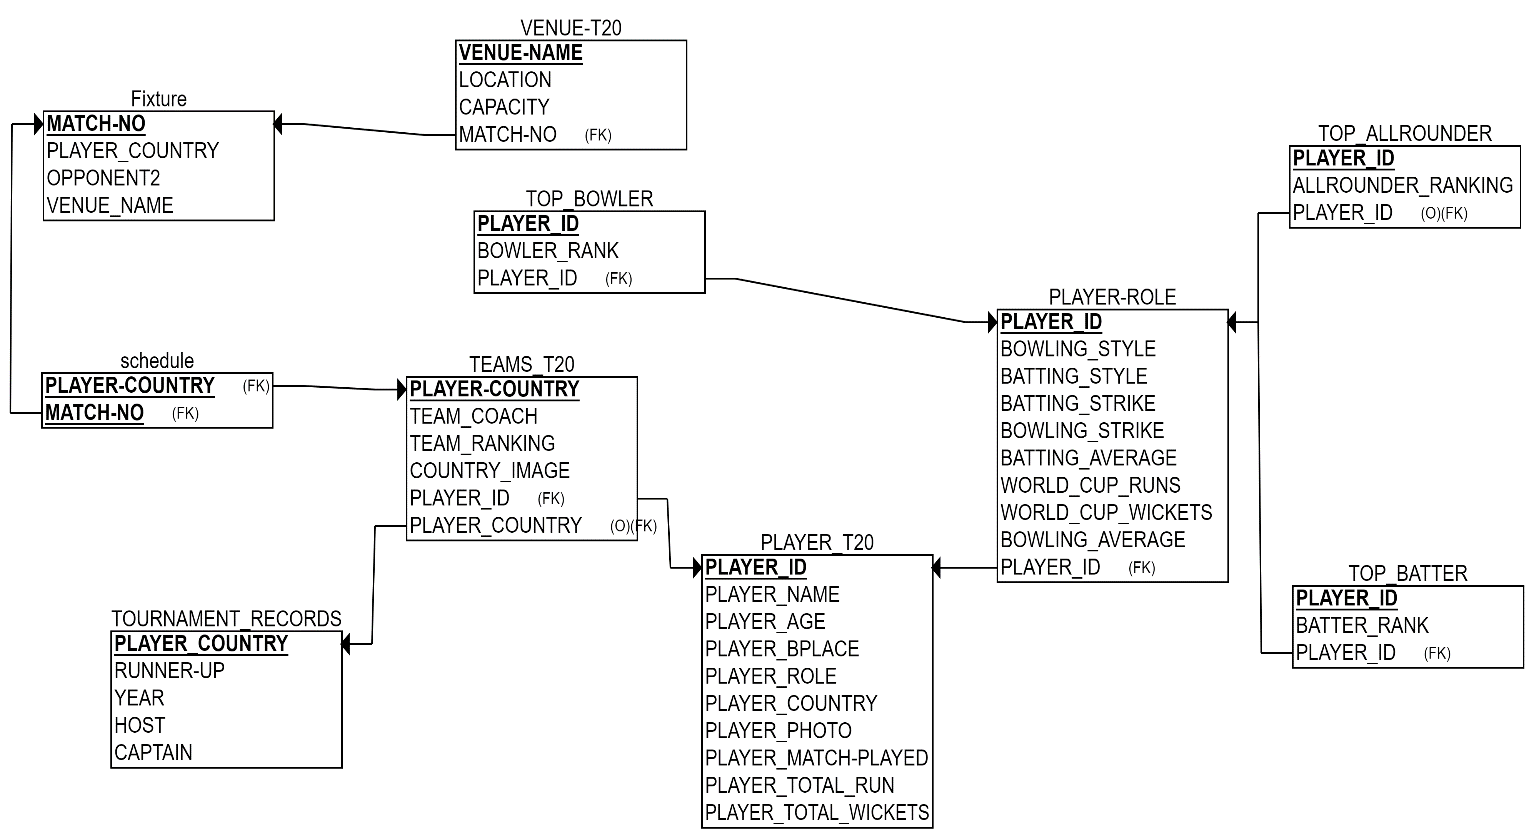 VENUE-T20
VENUE-NAME
LOCATION
CAPACITY
MATCH-NO (FK)
Fixture
MATCH-NO
PLAYER_COUNTRY
OPPONENT2
VENUE_NAME
TOP_ALLROUNDER
PLAYER_ID
ALLROUNDER_RANKING
PLAYER_ID (O)(FK)
TOP_BOWLER
PLAYER_ID
BOWLER_RANK
PLAYER_ID (FK)
PLAYER-ROLE
PLAYER_ID
BOWLING_STYLE
BATTING_STYLE
BATTING_STRIKE
BOWLING_STRIKE
BATTING_AVERAGE
WORLD_CUP_RUNS
WORLD_CUP_WICKETS
BOWLING_AVERAGE
PLAYER_ID (FK)
schedule
PLAYER-COUNTRY (FK)
MATCH-NO (FK)
TEAMS_T20
PLAYER-COUNTRY
TEAM_COACH
TEAM_RANKING
COUNTRY_IMAGE
PLAYER_ID (FK)
PLAYER_COUNTRY (O)(FK)
PLAYER_T20
PLAYER_ID
PLAYER_NAME
PLAYER_AGE
PLAYER_BPLACE
PLAYER_ROLE
PLAYER_COUNTRY
PLAYER_PHOTO
PLAYER_MATCH-PLAYED
PLAYER_TOTAL_RUN
PLAYER_TOTAL_WICKETS
TOP_BATTER
PLAYER_ID
BATTER_RANK
PLAYER_ID (FK)
TOURNAMENT_RECORDS
PLAYER_COUNTRY
RUNNER-UP
YEAR
HOST
CAPTAIN